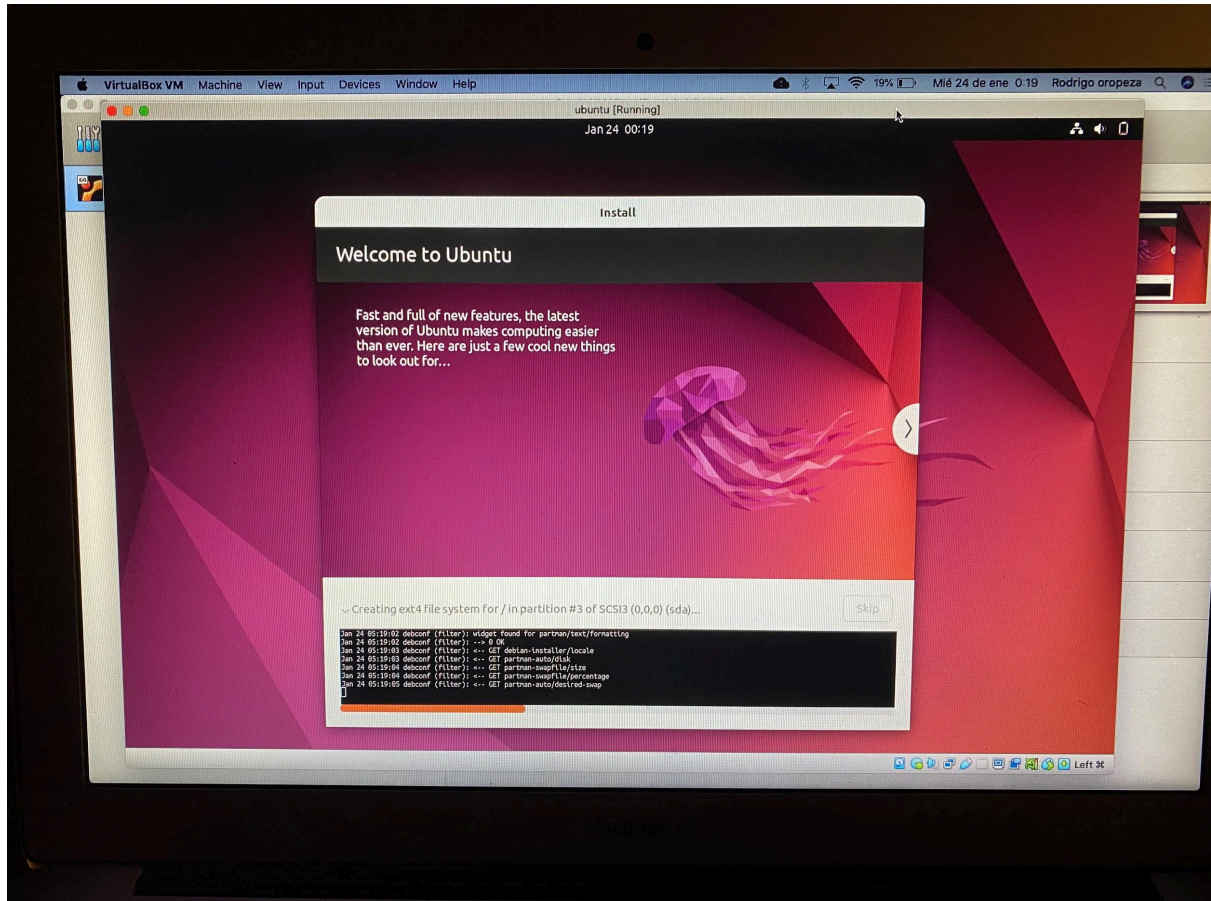 VirtualBox VM Machine View Input Devices Window Help 19% Mié 24 de ene 0:19 Rodrigo oropeza
ubuntu [Running]
Jan 24 00:19
64
Install
Welcome to Ubuntu
Fast and full of new features, the latest
version of Ubuntu makes computing easier
than ever. Here are just a few cool new things
to look out for...
Creating ext4 file system for / in partition #3 of SCSI3 (0,0,0) (sda)...
Skip
Jan 24 05:19:02 debconf (filter): widget found for partman/text/formatting
Jan 24 05:19:02 debconf (filter): --> 0 OK
Jan 24 05:19:03 debconf (filter): <-- GET debian-installer/locale
Jan 24 05:19:03 debconf (filter): <-- GET partman-auto/disk
Jan 24 05:19:04 debconf (filter): <-- GET partman-swapfile/size
Jan 24 05:19:04 debconf (filter): <-- GET partman-swapfile/percentage
Jan 24 05:19:05 debconf (filter): <-- GET partman-auto/desired-swap
Left ⌘
MacBook Air